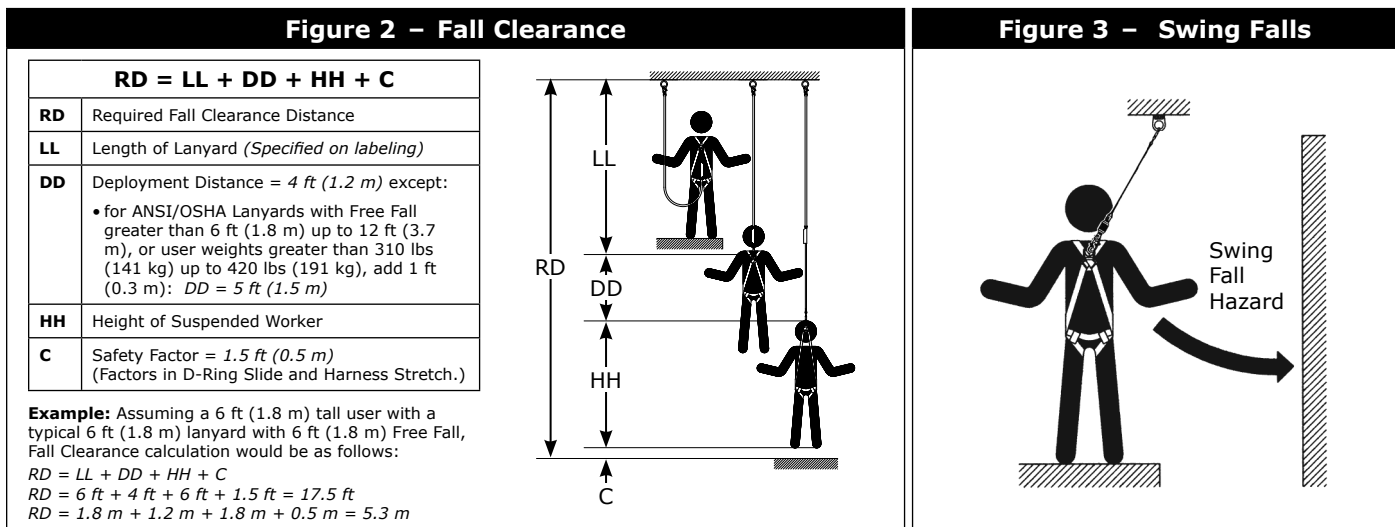 Figure 2 – Fall Clearance
RD = LL + DD + HH + C
RD Required Fall Clearance Distance
LL Length of Lanyard (Specified on labeling)
DD Deployment Distance = 4 ft (1.2 m) except:
• for ANSI/OSHA Lanyards with Free Fall
greater than 6 ft (1.8 m) up to 12 ft (3.7
m), or user weights greater than 310 lbs
(141 kg) up to 420 lbs (191 kg), add 1 ft
(0.3 m): DD = 5 ft (1.5 m)
HH Height of Suspended Worker
C Safety Factor = 1.5 ft (0.5 m)
(Factors in D-Ring Slide and Harness Stretch.)
Example: Assuming a 6 ft (1.8 m) tall user with a
typical 6 ft (1.8 m) lanyard with 6 ft (1.8 m) Free Fall,
Fall Clearance calculation would be as follows:
RD = LL + DD + HH + C
RD = 6 ft + 4 ft + 6 ft + 1.5 ft = 17.5 ft
RD = 1.8 m + 1.2 m + 1.8 m + 0.5 m = 5.3 m
LL
RD
DD
HH
C
Figure 3 – Swing Falls
Swing
Fall
Hazard